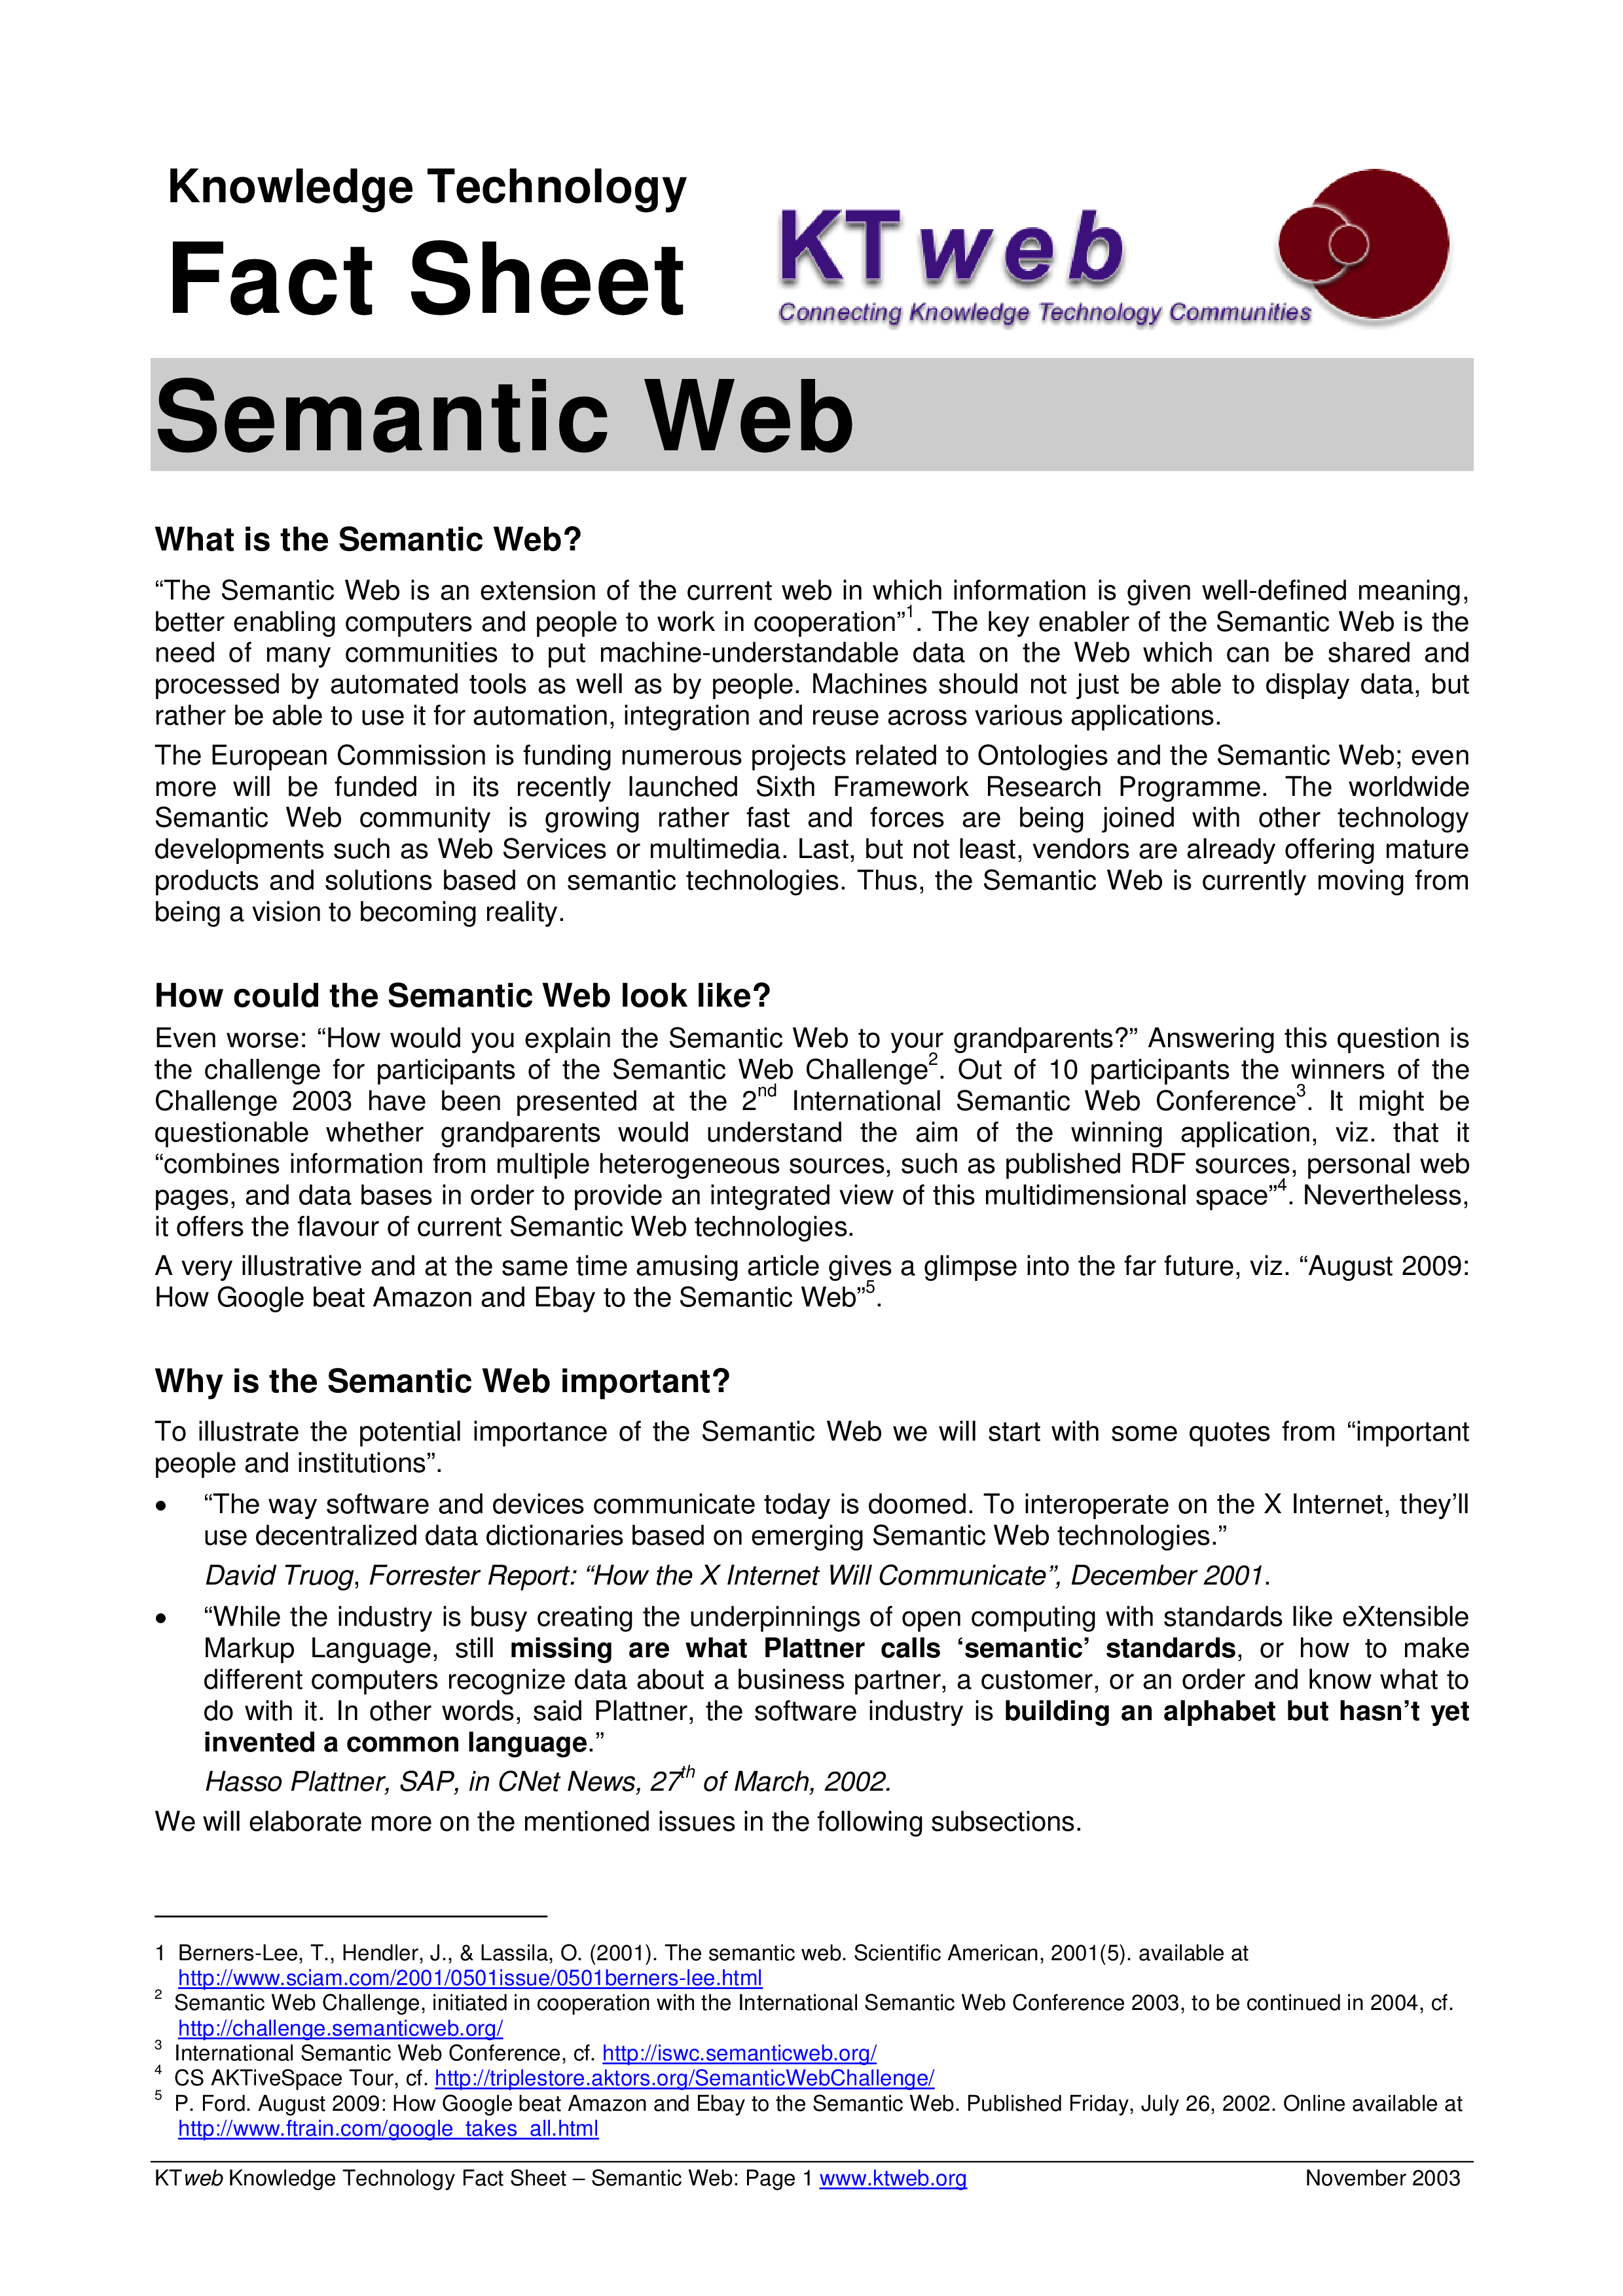 Knowledge Technology
Fact Sheet
KT web
Connecting Knowledge Technology Communities
Semantic Web
What is the Semantic Web?
“The Semantic Web is an extension of the current web in which information is given well-defined meaning,
better enabling computers and people to work in cooperation”1. The key enabler of the Semantic Web is the
need of many communities to put machine-understandable data on the Web which can be shared and
processed by automated tools as well as by people. Machines should not just be able to display data, but
rather be able to use it for automation, integration and reuse across various applications.
The European Commission is funding numerous projects related to Ontologies and the Semantic Web; even
more will be funded in its recently launched Sixth Framework Research Programme. The worldwide
Semantic Web community is growing rather fast and forces are being joined with other technology
developments such as Web Services or multimedia. Last, but not least, vendors are already offering mature
products and solutions based on semantic technologies. Thus, the Semantic Web is currently moving from
being a vision to becoming reality.
How could the Semantic Web look like?
Even worse: “How would you explain the Semantic Web to your grandparents?” Answering this question is
the challenge for participants of the Semantic Web Challenge2. Out of 10 participants the winners of the
Challenge 2003 have been presented at the 2nd International Semantic Web Conference3. It might be
questionable whether grandparents would understand the aim of the winning application, viz. that it
“combines information from multiple heterogeneous sources, such as published RDF sources, personal web
pages, and data bases in order to provide an integrated view of this multidimensional space”4. Nevertheless,
it offers the flavour of current Semantic Web technologies.
A very illustrative and at the same time amusing article gives a glimpse into the far future, viz. “August 2009:
How Google beat Amazon and Ebay to the Semantic Web”5.
Why is the Semantic Web important?
To illustrate the potential importance of the Semantic Web we will start with some quotes from “important
people and institutions”.
• “The way software and devices communicate today is doomed. To interoperate on the X Internet, they’ll
use decentralized data dictionaries based on emerging Semantic Web technologies.”
David Truog, Forrester Report: “How the X Internet Will Communicate”, December 2001.
• “While the industry is busy creating the underpinnings of open computing with standards like eXtensible
Markup Language, still missing are what Plattner calls ‘semantic’ standards, or how to make
different computers recognize data about a business partner, a customer, or an order and know what to
do with it. In other words, said Plattner, the software industry is building an alphabet but hasn’t yet
invented a common language.”
Hasso Plattner, SAP, in CNet News, 27th of March, 2002.
We will elaborate more on the mentioned issues in the following subsections.
1 Berners-Lee, T., Hendler, J., & Lassila, O. (2001). The semantic web. Scientific American, 2001(5). available at
http://www.sciam.com/2001/0501issue/0501berners-lee.html
2 Semantic Web Challenge, initiated in cooperation with the International Semantic Web Conference 2003, to be continued in 2004, cf.
http://challenge.semanticweb.org/
3 International Semantic Web Conference, cf. http://iswc.semanticweb.org/
4 CS AKTiveSpace Tour, cf. http://triplestore.aktors.org/SemanticWebChallenge/
5 P. Ford. August 2009: How Google beat Amazon and Ebay to the Semantic Web. Published Friday, July 26, 2002. Online available at
http://www.ftrain.com/google_takes_all.html
KTweb Knowledge Technology Fact Sheet – Semantic Web: Page 1 www.ktweb.org November 2003